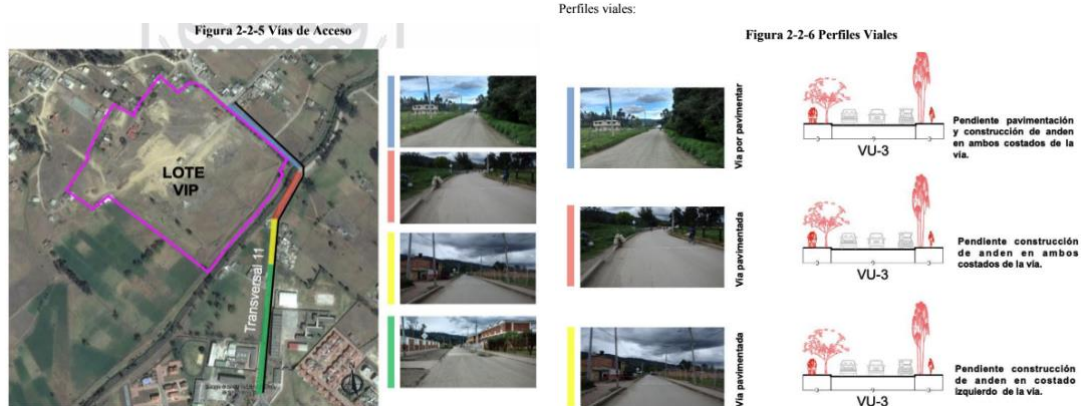 Perfiles viales:
Figura 2-2-5 Vías de Acceso
LOTE
VIP
Transversal 11
Figura 2-2-6 Perfiles Viales
Via por pavimentar
VU-3
Pendiente pavimentación
y construcción de anden
en ambos costados de la
vía.
Via pavimentada
VU-3
Pendiente construcción
de anden en ambos
costados de la vía.
Via pavimentada
VU-3
Pendiente construcción
de anden en costado
izquierdo de la vía.